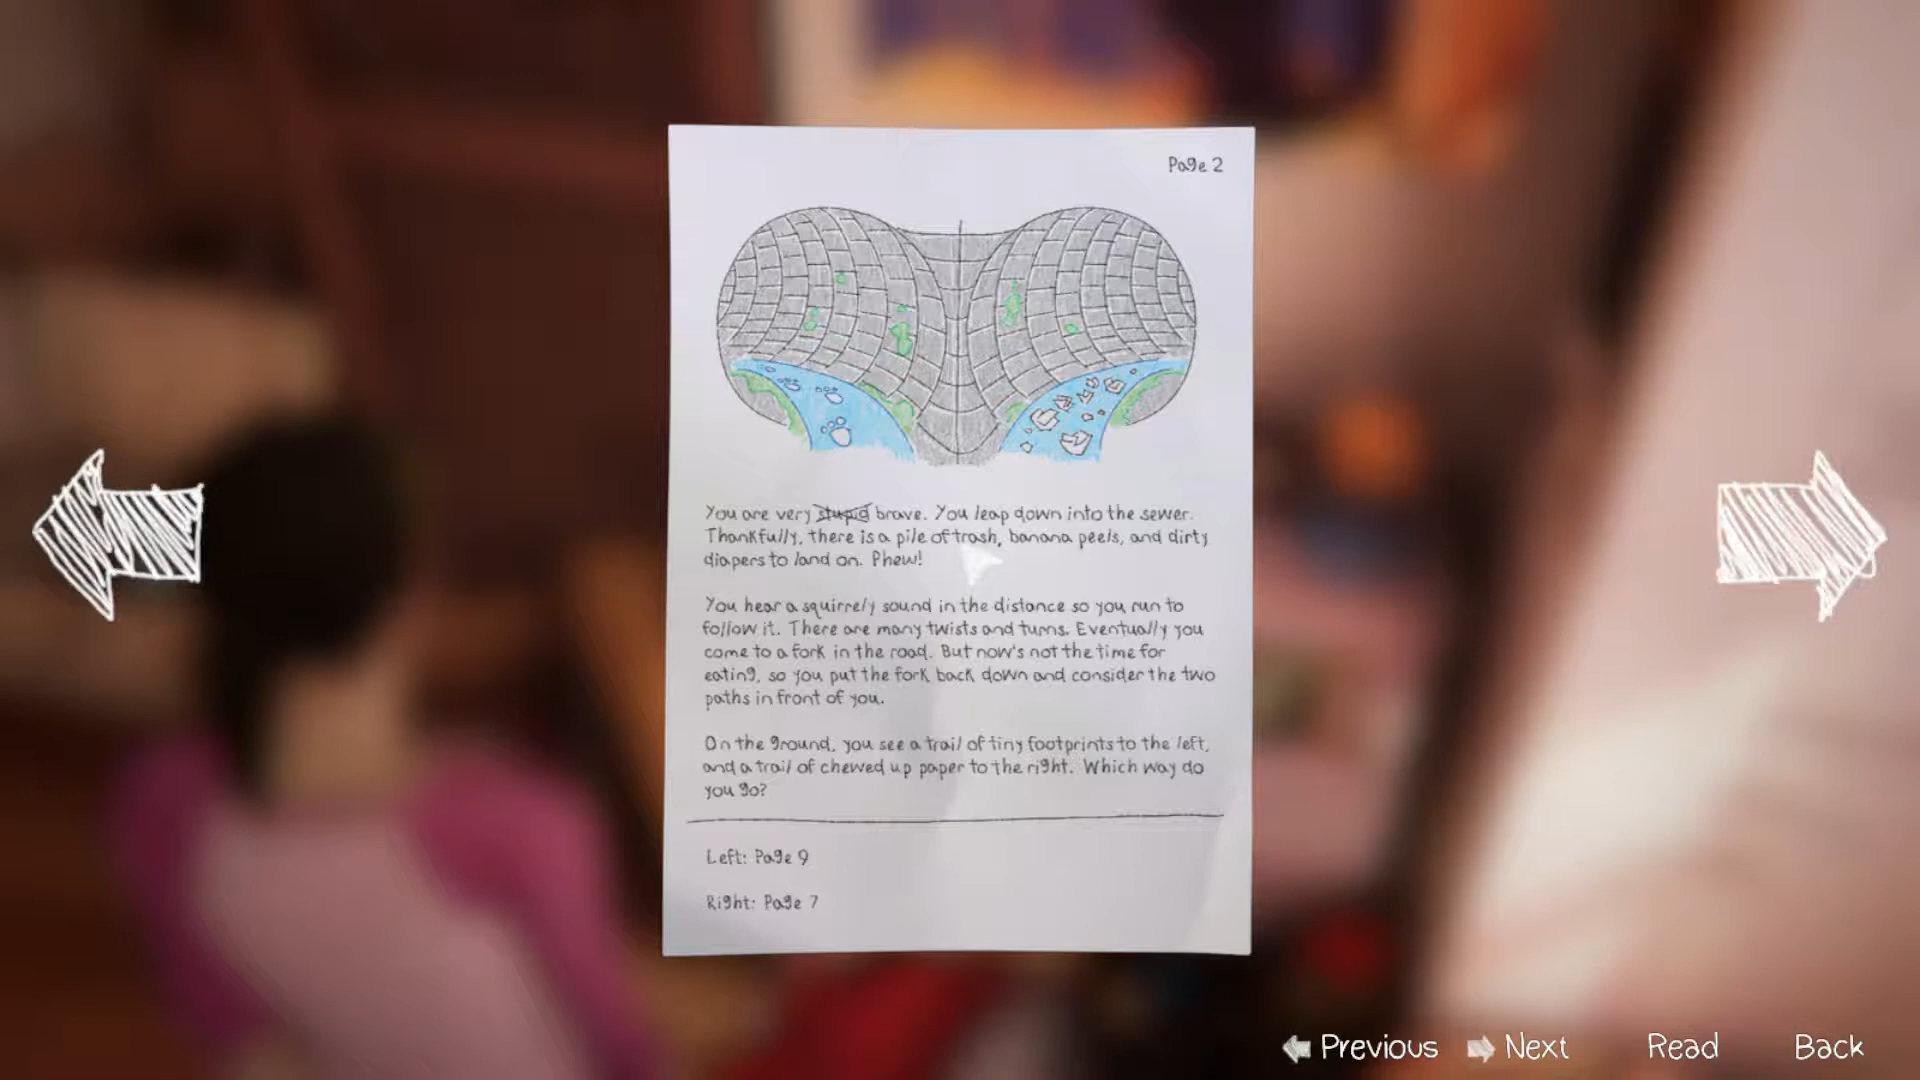 Page 2
You are very stupid brave. You leap down into the sewer.
Thankfully, there is a pile of trash, banana peels, and dirty
diapers to land on. Phew!
You hear a squirrely sound in the distance so you run to
follow it. There are many twists and turns. Eventually you
come to a fork in the road. But now's not the time for
eating, so you put the fork back down and consider the two
paths in front of you.
On the ground, you see a trail of tiny footprints to the left,
and a trail of chewed up paper to the right. Which way do
you go?
Left: Page 9
Right: Page 7
Previous Next Read Back